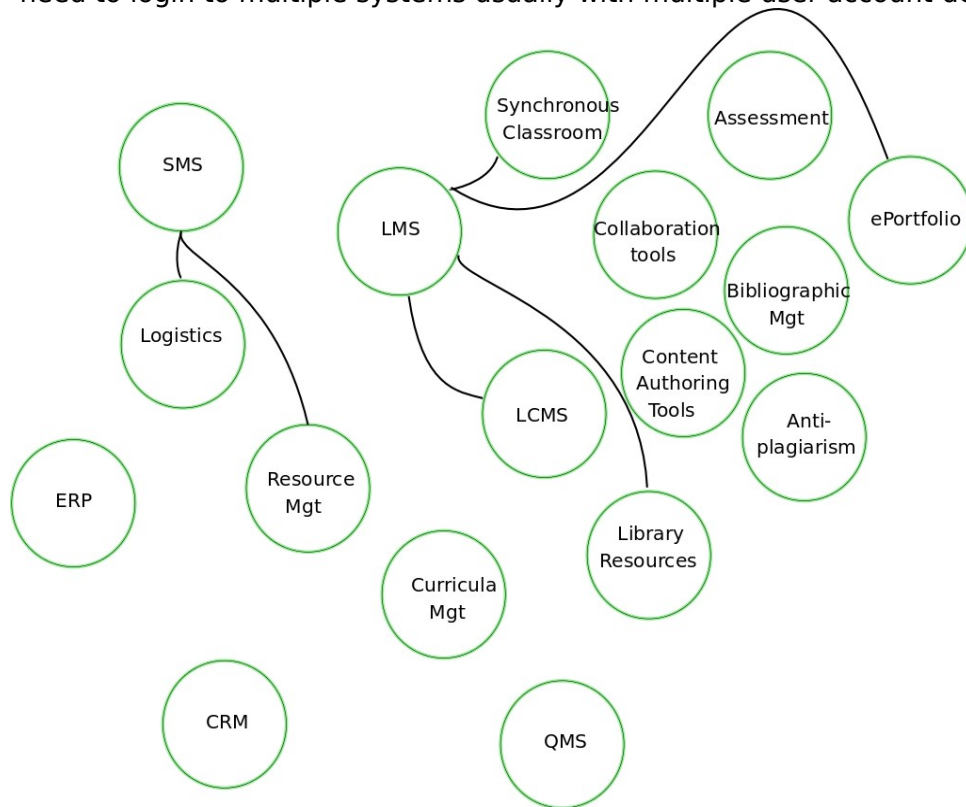 need to login to multiple systems usually with multiple user account
Synchronous
Classroom
Assessment
SMS
LMS
Collaboration
tools
ePortfolio
Bibliographic
Mgt
Logistics
Content
Authoring
Tools
LCMS
Anti-
plagiarism
ERP
Resource
Mgt
Library
Resources
Curricula
Mgt
CRM
QMS